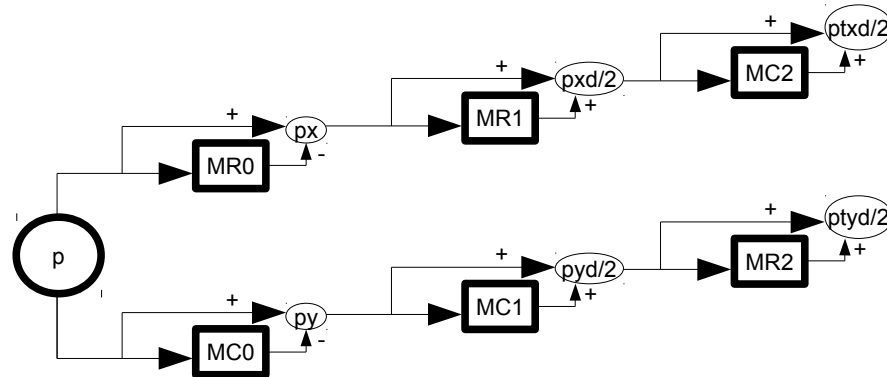 + ptxd/2
+ MC2 +
+ pxd/2
px MR1 +
MR0 -
p
+ ptyd/2
+ pyd/2 MR2 +
+ py MC1 +
MC0 -